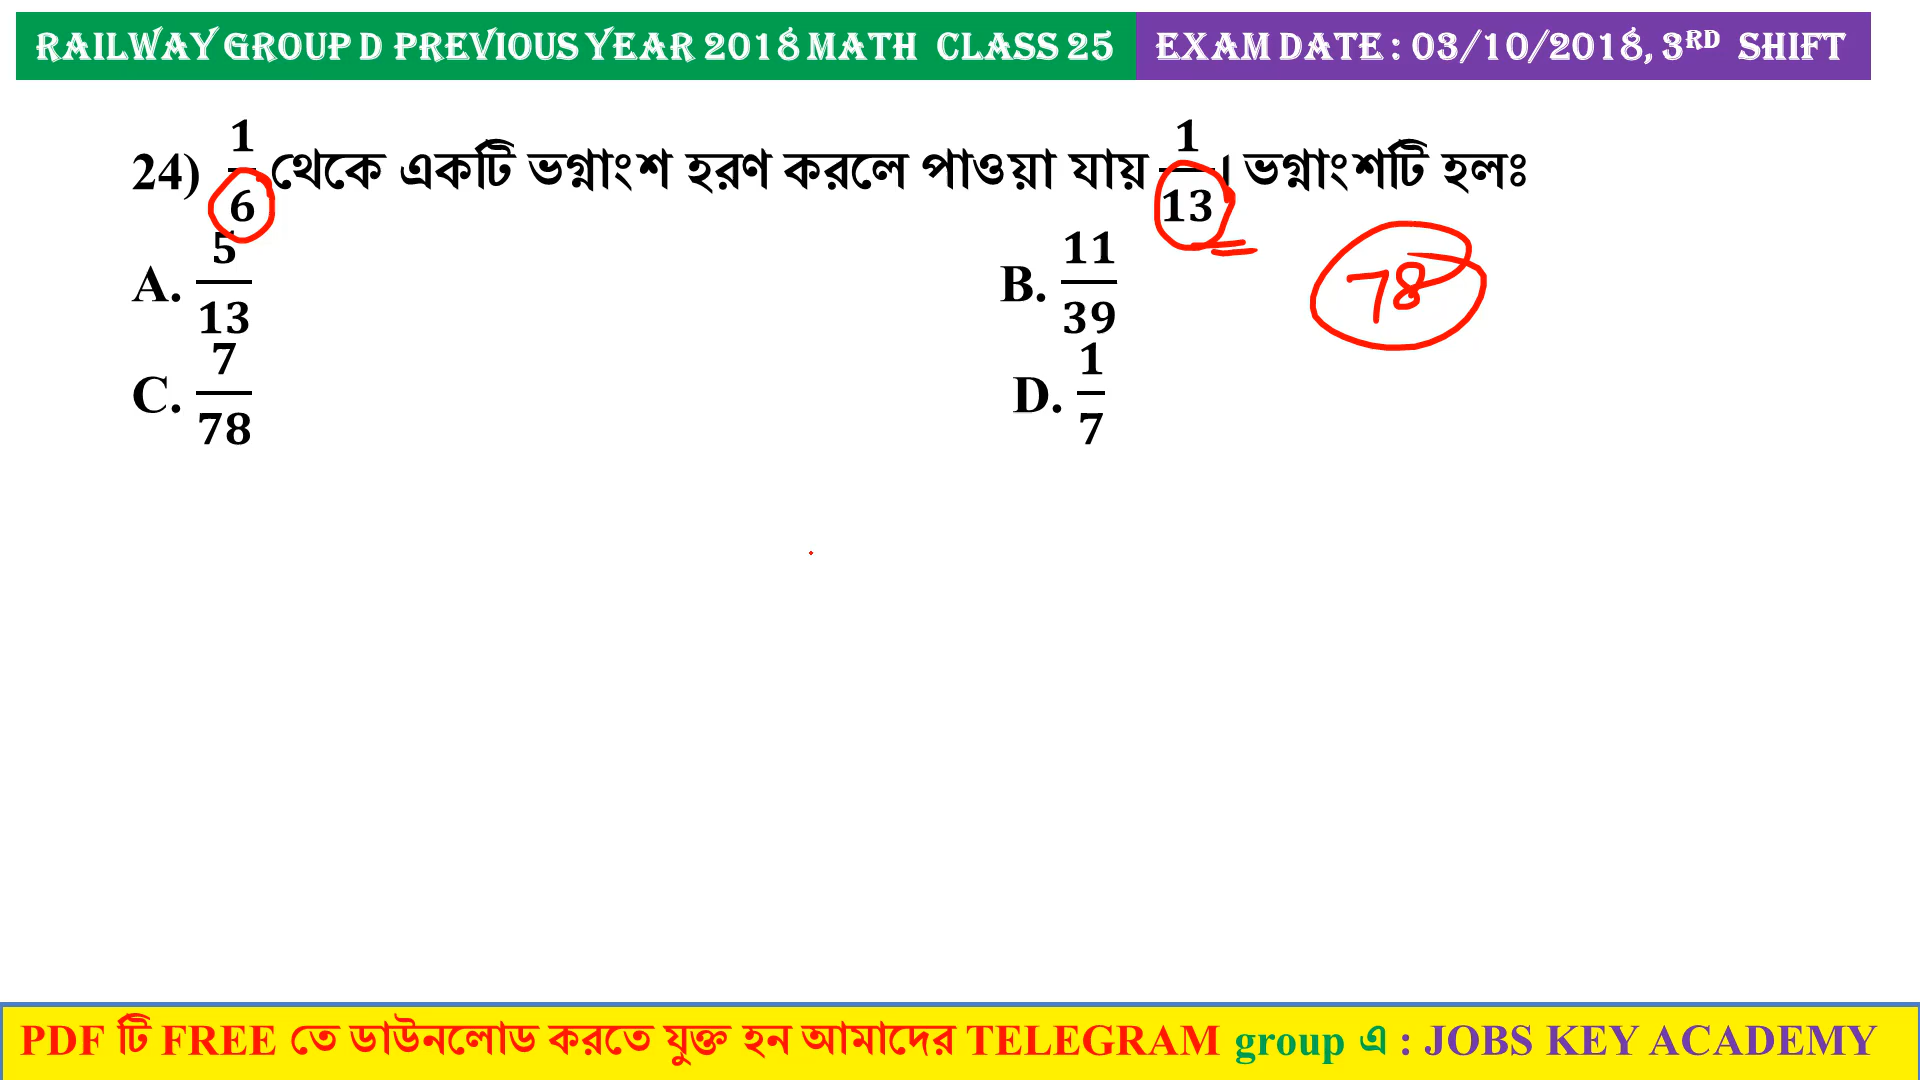 RAILWAY GROUP D PREVIOUS YEAR 2018 MATH CLASS 25 EXAM DATE : 03/10/2018, 3RD SHIFT
24) 1/6 থেকে একটি ভগ্নাংশ হরণ করলে পাওয়া যায় 1/13। ভগ্নাংশটি হলঃ
A. 5/13 B. 11/39
78
C. 7/78 D. 1/7
PDF টি FREE তে ডাউনলোড করতে যুক্ত হন আমাদের TELEGRAM group এ : JOBS KEY ACADEMY